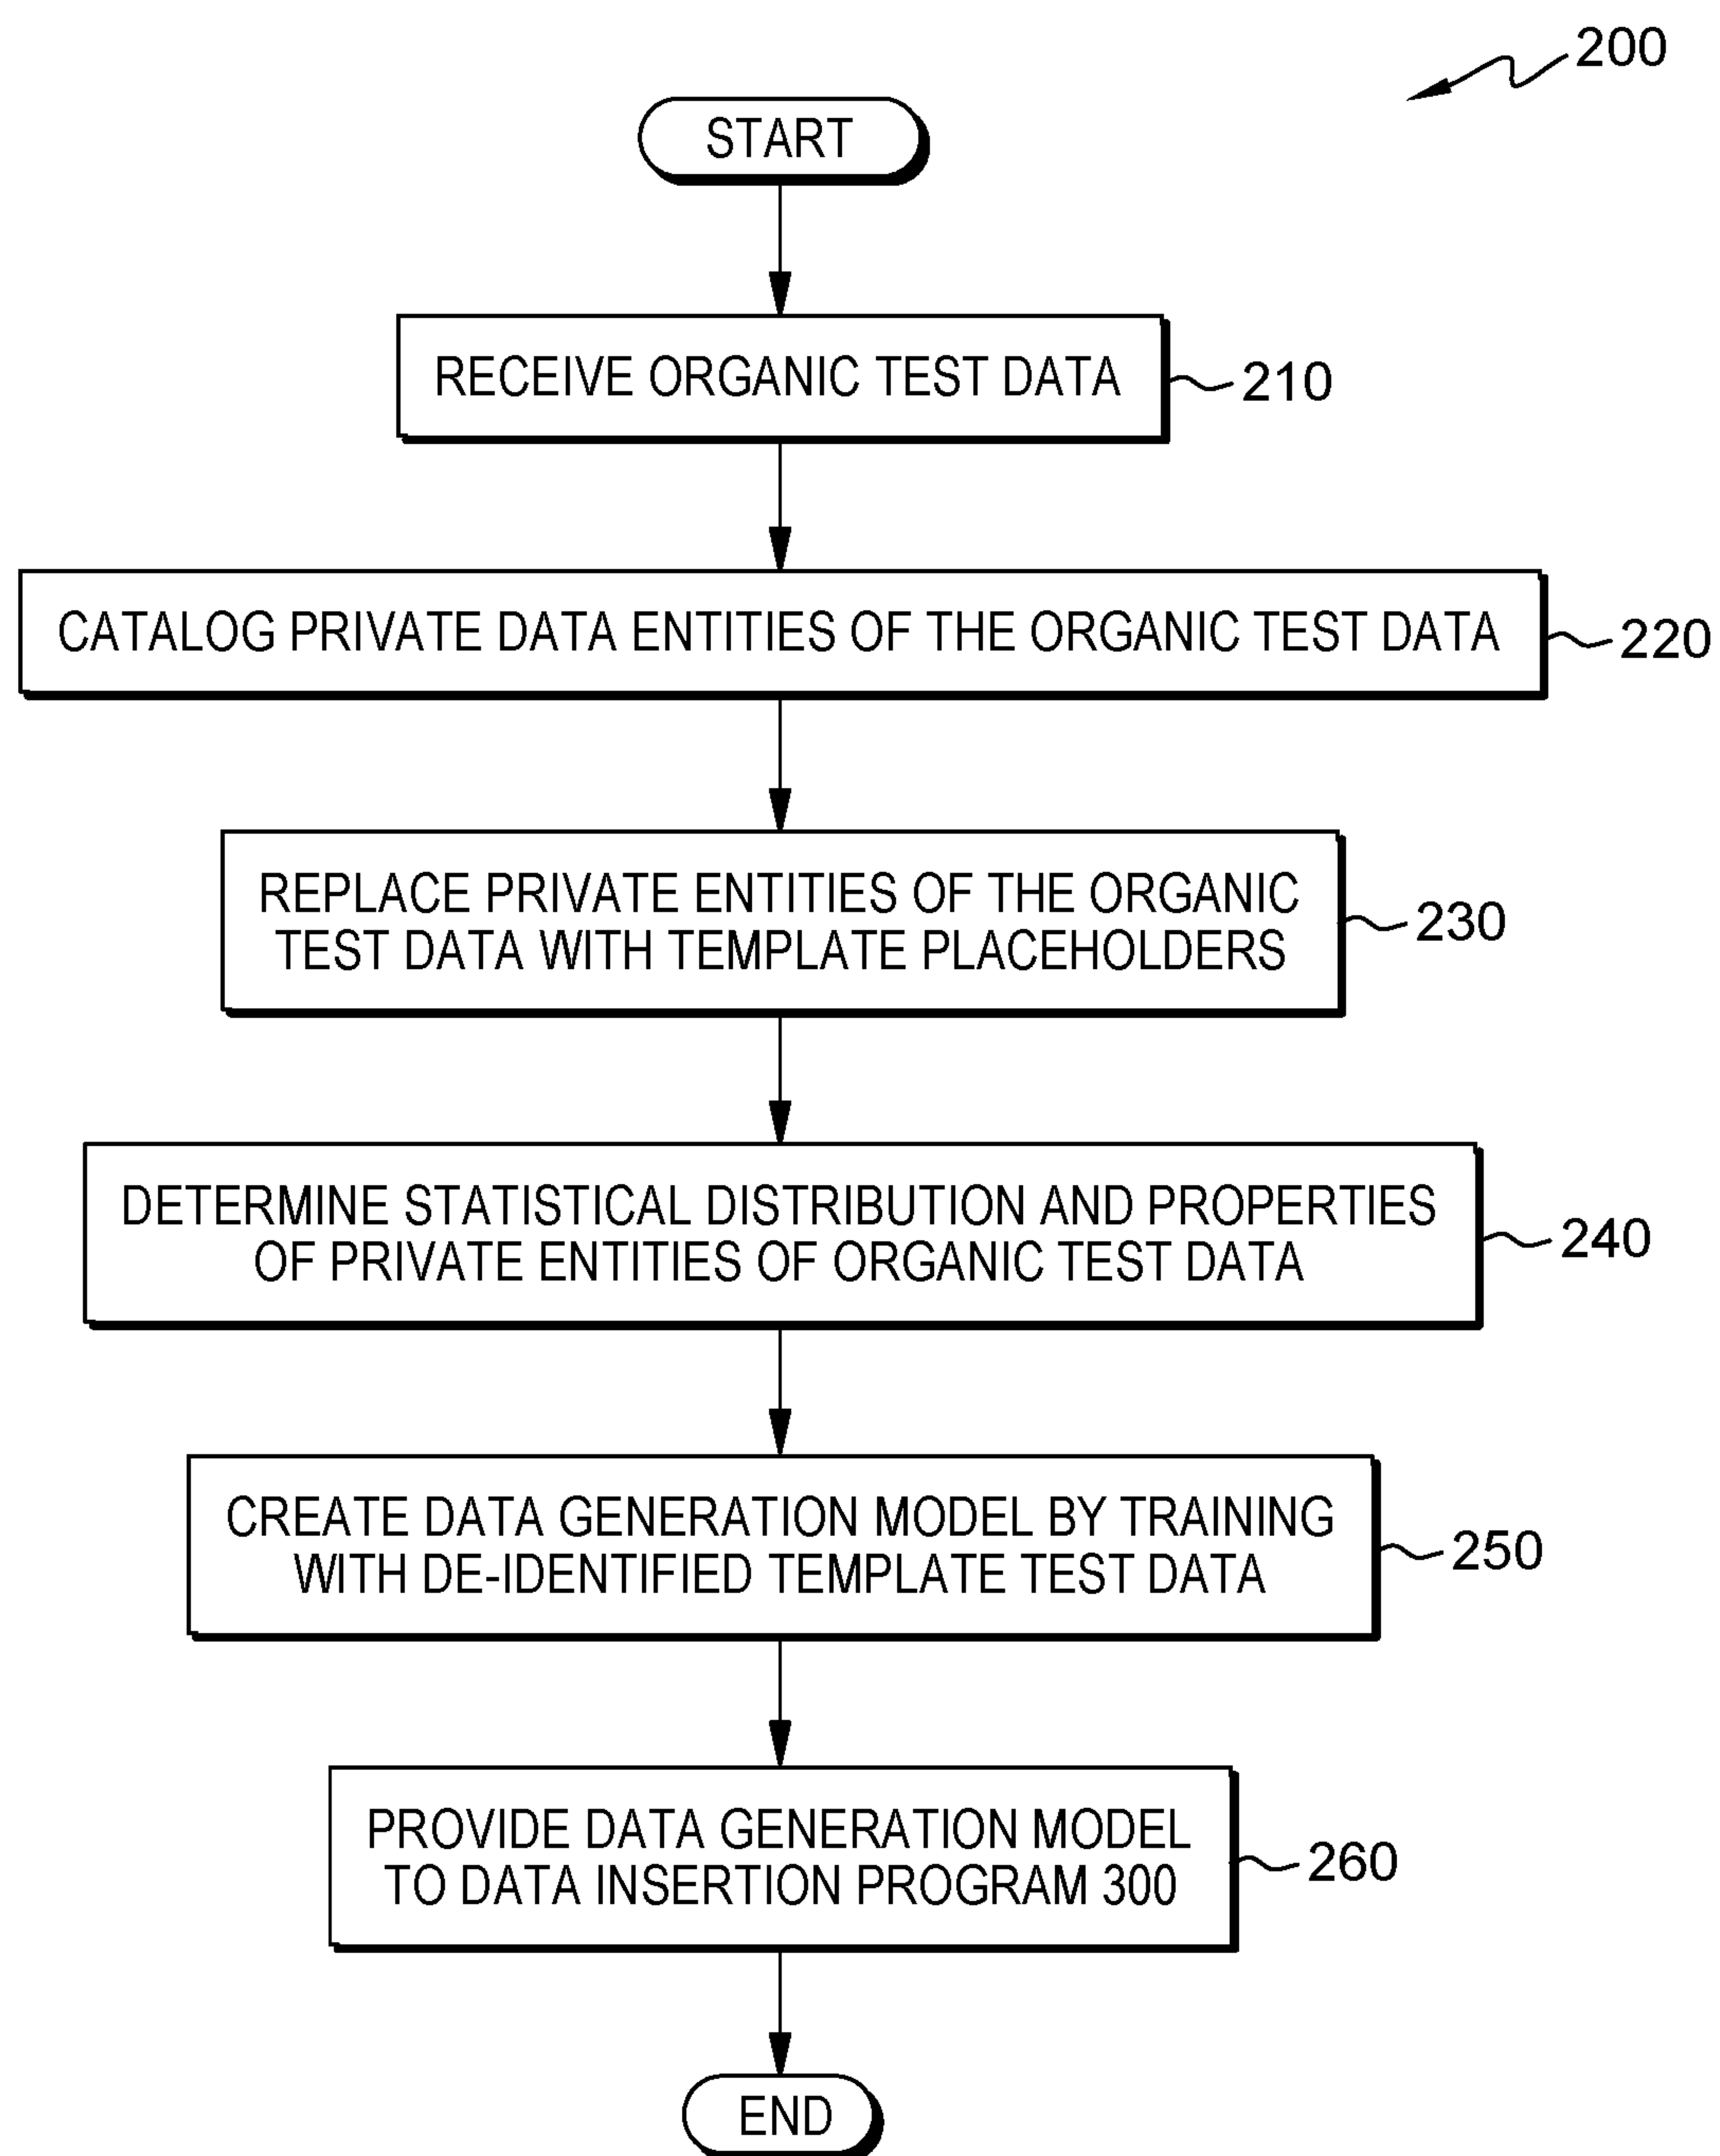 200
START
RECEIVE ORGANIC TEST DATA
210
CATALOG PRIVATE DATA ENTITIES OF THE ORGANIC TEST DATA
220
REPLACE PRIVATE ENTITIES OF THE ORGANIC
TEST DATA WITH TEMPLATE PLACEHOLDERS
230
DETERMINE STATISTICAL DISTRIBUTION AND PROPERTIES
OF PRIVATE ENTITIES OF ORGANIC TEST DATA
240
CREATE DATA GENERATION MODEL BY TRAINING
WITH DE-IDENTIFIED TEMPLATE TEST DATA
250
PROVIDE DATA GENERATION MODEL
TO DATA INSERTION PROGRAM 300
260
END